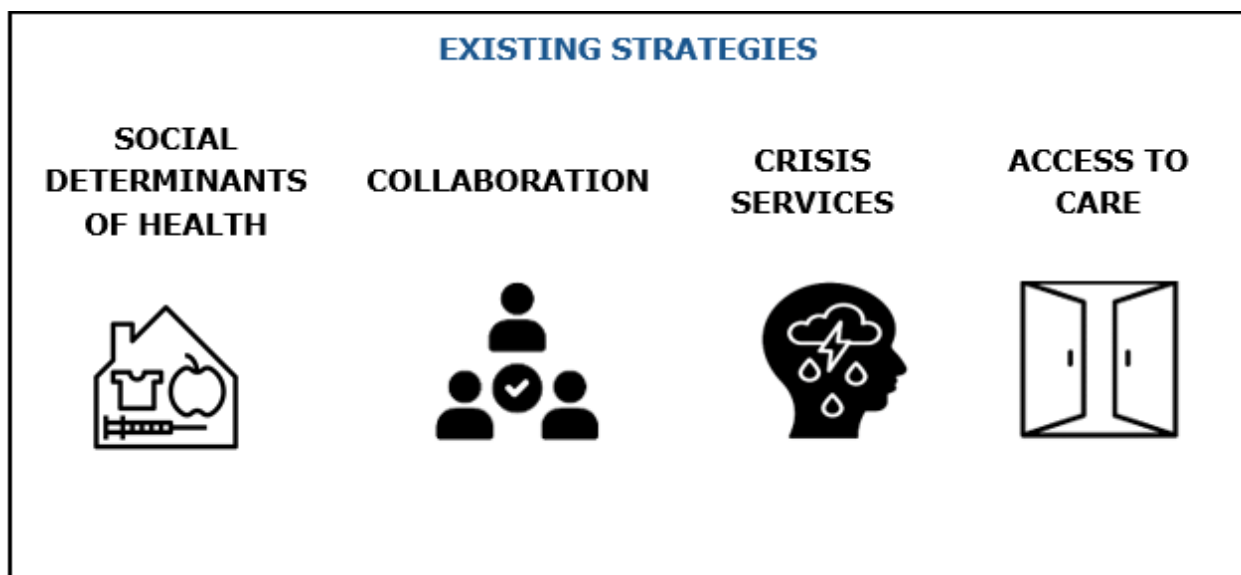 EXISTING STRATEGIES
SOCIAL
DETERMINANTS
OF HEALTH
COLLABORATION
CRISIS
SERVICES
ACCESS TO
CARE